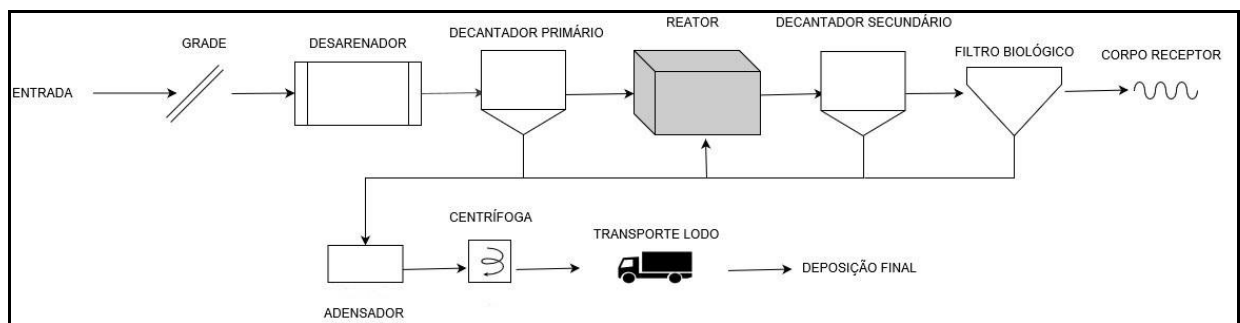 ENTRADA
GRADE
DESARENADOR
DECANTADOR PRIMÁRIO
REATOR
DECANTADOR SECUNDÁRIO
FILTRO BIOLÓGICO
CORPO RECEPTOR
ADENSADOR
CENTRÍFOGA
TRANSPORTE LODO
DEPOSIÇÃO FINAL